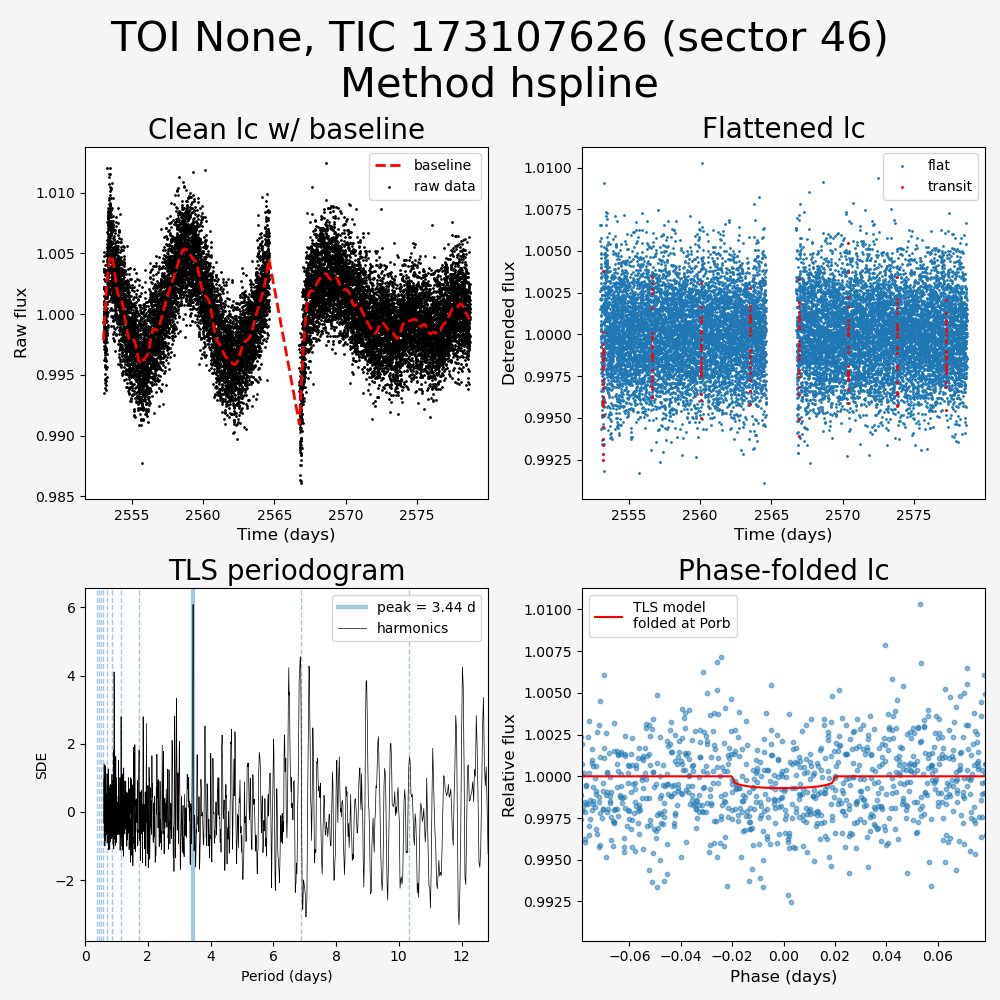 TOI None, TIC 173107626 (sector 46)
Method hspline
Clean lc w/ baseline
baseline
raw data
1.010
1.005
1.000
0.995
0.990
0.985
Raw flux
2555
2560
2565
2570
2575
Time (days)
Flattened lc
flat
transit
1.0100
1.0075
1.0050
1.0025
1.0000
0.9975
0.9950
0.9925
Detrended flux
2555
2560
2565
2570
2575
Time (days)
TLS periodogram
peak = 3.44 d
harmonics
6
4
2
0
−2
SDE
0
2
4
6
8
10
12
Period (days)
Phase-folded lc
TLS model
folded at Porb
1.0100
1.0075
1.0050
1.0025
1.0000
0.9975
0.9950
0.9925
Relative flux
−0.06
−0.04
−0.02
0.00
0.02
0.04
0.06
Phase (days)